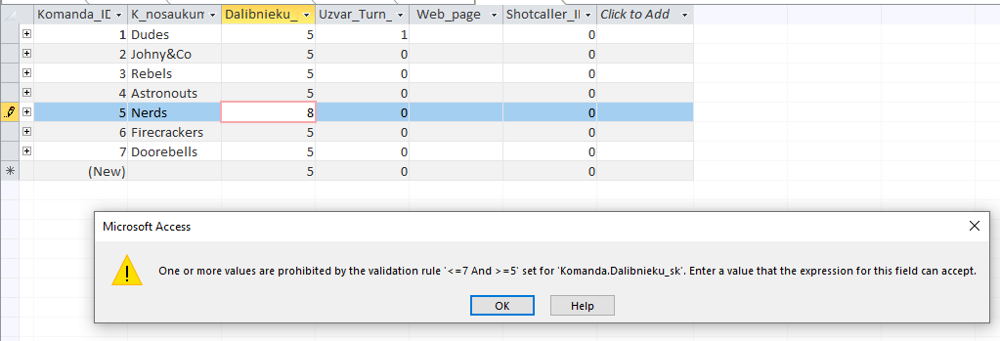 Komanda_ID K_nosaukum Dalibnieku_ Uzvar_Turn_ Web_page Shotcaller_II Click to Add
1 Dudes 5 1 0
2 Johny&Co 5 0 0
3 Rebels 5 0 0
4 Astronouts 5 0 0
5 Nerds 8 0 0
6 Firecrackers 5 0 0
7 Doorebells 5 0 0
(New) 5 0 0
Microsoft Access
One or more values are prohibited by the validation rule '<=7 And >=5' set for 'Komanda.Dalibnieku_sk'. Enter a value that the expression for this field can accept.
OK Help